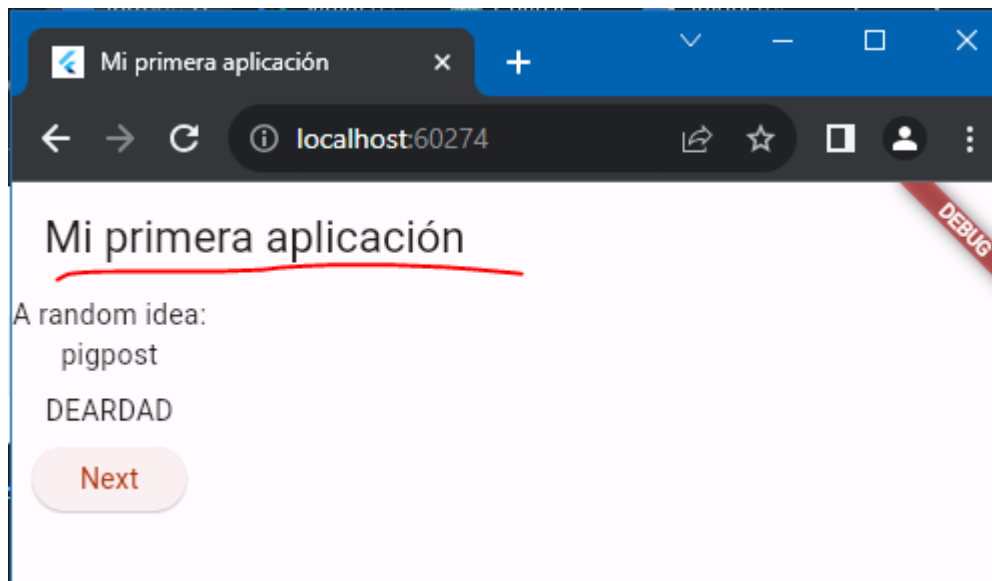 Mi primera aplicación
localhost:60274
DEBUG
Mi primera aplicación
A random idea:
pigpost
DEARDAD
Next